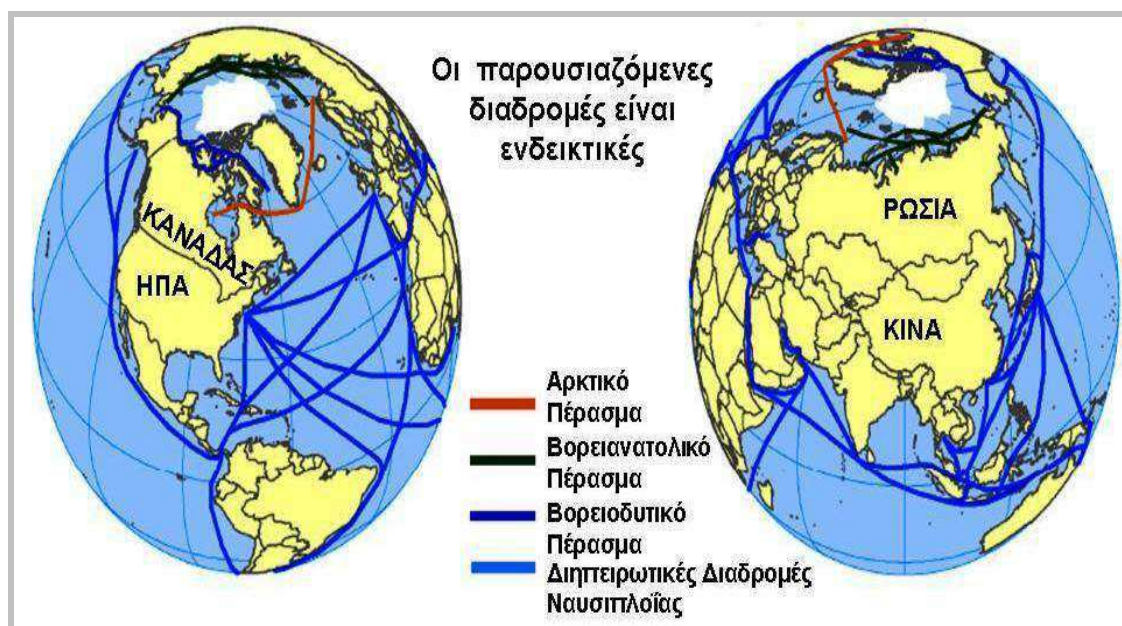 Οι παρουσιαζόμενες
διαδρομές είναι
ενδεικτικές
ΚΑΝΑΔΑΣ
ΗΠΑ
ΡΩΣΙΑ
ΚΙΝΑ
Αρκτικό
Πέρασμα
Βορειανατολικό
Πέρασμα
Βορειοδυτικό
Πέρασμα
Διηπειρωτικές Διαδρομές
Ναυσιπλοΐας